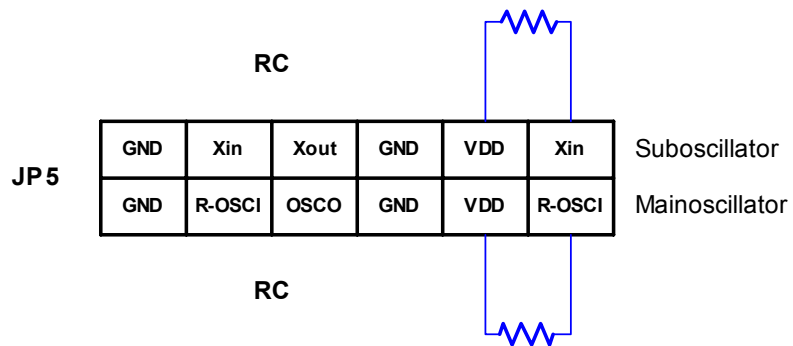 RC
GND Xin Xout GND VDD Xin Suboscillator
JP5
GND R-OSCI OSCO GND VDD R-OSCI Mainoscillator
RC